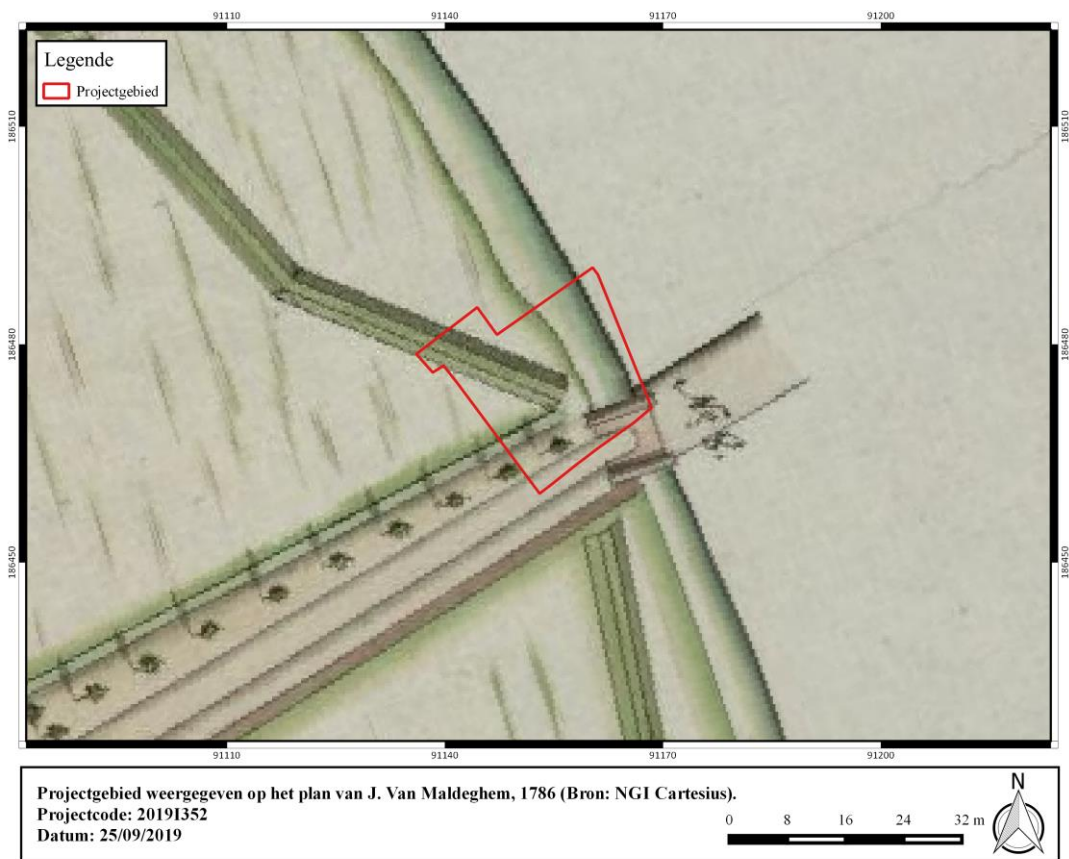 91110 91140 91170 91200
Legende
Projectgebied
186510 186510
186480 186480
186450 186450
91110 91140 91170 91200
Projectgebied weergegeven op het plan van J. Van Maldeghem, 1786 (Bron: NGI Cartesius).
Projectcode: 2019I352
Datum: 25/09/2019
0 8 16 24 32 m
N